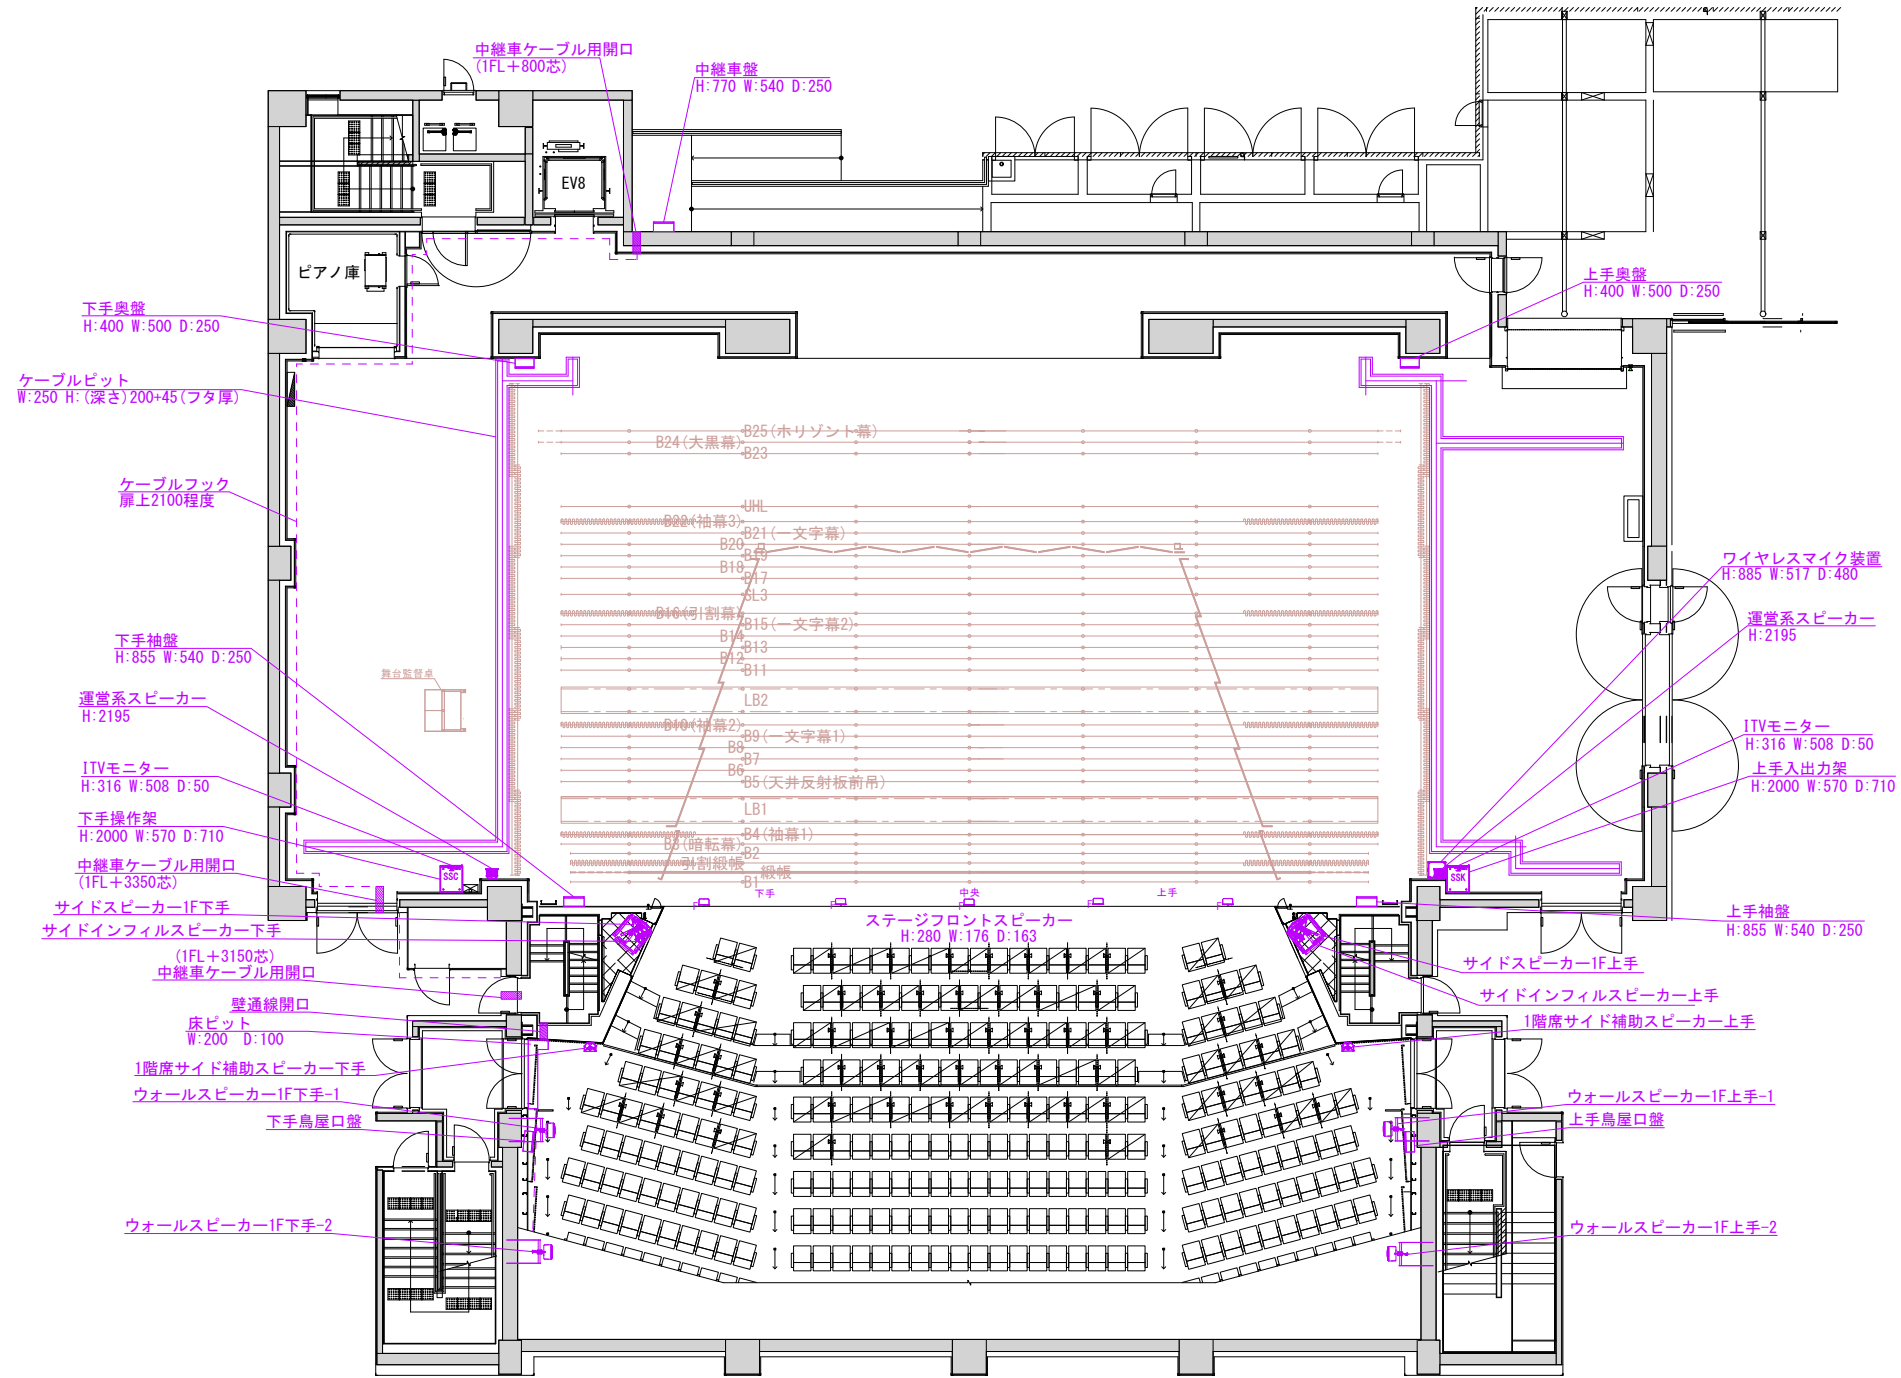 中継車ケーブル用開口
(1FL＋800芯)
中継車盤
H:770 W:540 D:250
EV8
ピアノ庫
下手奥盤
H:400 W:500 D:250
上手奥盤
H:400 W:500 D:250
ケーブルピット
W:250 H:(深さ)200+45(フタ厚)
B25(ホリゾント幕)
B24(大黒幕)
B23
ケーブルフック
扉上2100程度
UHL
B22(袖幕3)
B21(一文字幕)
B20
B19
B18
B17
SL3
B16(引割幕)
B15(一文字幕2)
B14
B13
B12
B11
LB2
B10(袖幕2)
B9(一文字幕1)
B8
B7
B6
B5(天井反射板前吊)
LB1
B4(袖幕1)
B3(暗転幕)
B2
引割緞帳
緞帳
B1
ワイヤレスマイク装置
H:885 W:517 D:480
運営系スピーカー
H:2195
下手袖盤
H:855 W:540 D:250
舞台監督卓
運営系スピーカー
H:2195
ITVモニター
H:316 W:508 D:50
ITVモニター
H:316 W:508 D:50
上手入出力架
H:2000 W:570 D:710
下手操作架
H:2000 W:570 D:710
中継車ケーブル用開口
(1FL＋3350芯)
SSC
SSK
下手
中央
上手
サイドスピーカー1F下手
サイドインフィルスピーカー下手
ステージフロントスピーカー
H:280 W:176 D:163
上手袖盤
H:855 W:540 D:250
(1FL＋3150芯)
中継車ケーブル用開口
サイドスピーカー1F上手
サイドインフィルスピーカー上手
壁通線開口
床ピット
W:200 D:100
1階席サイド補助スピーカー上手
1階席サイド補助スピーカー下手
ウォールスピーカー1F下手-1
下手鳥屋口盤
ウォールスピーカー1F上手-1
上手鳥屋口盤
ウォールスピーカー1F下手-2
ウォールスピーカー1F上手-2